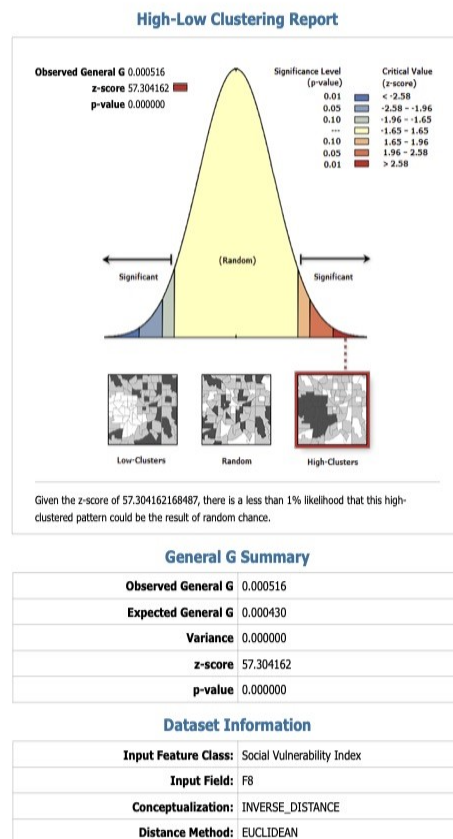 High-Low Clustering Report
Observed General G 0.000516
z-score 57.304162
p-value 0.000000
Significance Level
(p-value)
Critical Value
(z-score)
0.01 < -2.58
0.05 -2.58 - -1.96
0.10 -1.96 - -1.65
--- -1.65 - 1.65
0.10 1.65 - 1.96
0.05 1.96 - 2.58
0.01 > 2.58
(Random)
Significant
Significant
Low-Clusters
Random
High-Clusters
Given the z-score of 57.304162168487, there is a less than 1% likelihood that this high-
clustered pattern could be the result of random chance.
General G Summary
Observed General G 0.000516
Expected General G 0.000430
Variance 0.000000
z-score 57.304162
p-value 0.000000
Dataset Information
Input Feature Class: Social Vulnerability Index
Input Field: F8
Conceptualization: INVERSE_DISTANCE
Distance Method: EUCLIDEAN